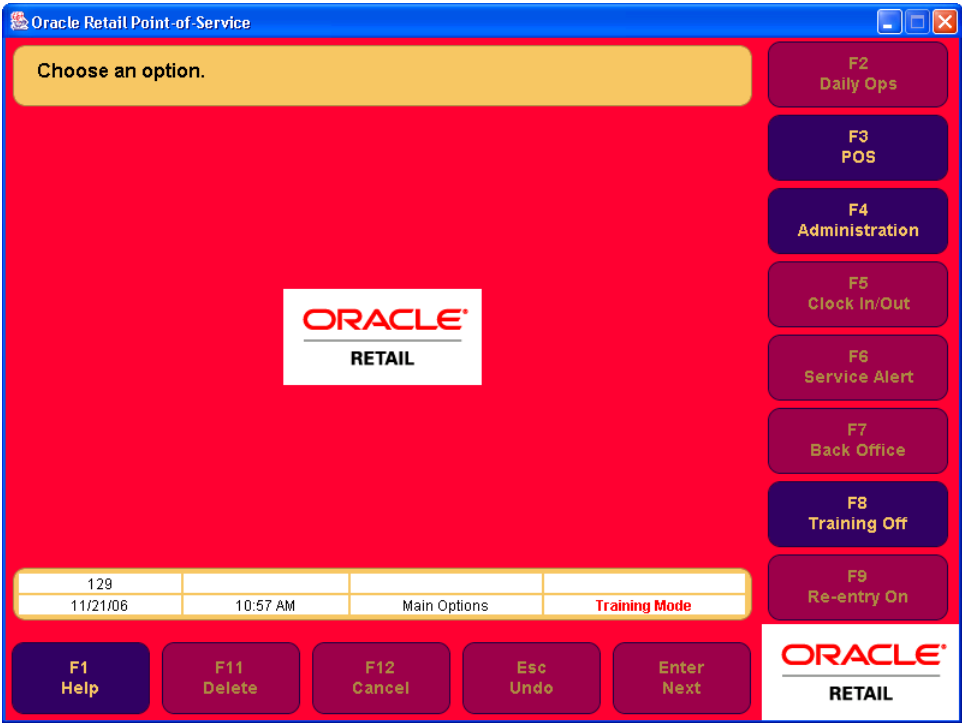 Oracle Retail Point-of-Service
Choose an option.
F2
Daily Ops
F3
POS
F4
Administration
F5
Clock In/Out
F6
Service Alert
F7
Back Office
F8
Training Off
F9
Re-entry On
ORACLE®
RETAIL
129
11/21/06 10:57 AM Main Options Training Mode
F1
Help
F11
Delete
F12
Cancel
Esc
Undo
Enter
Next
ORACLE®
RETAIL